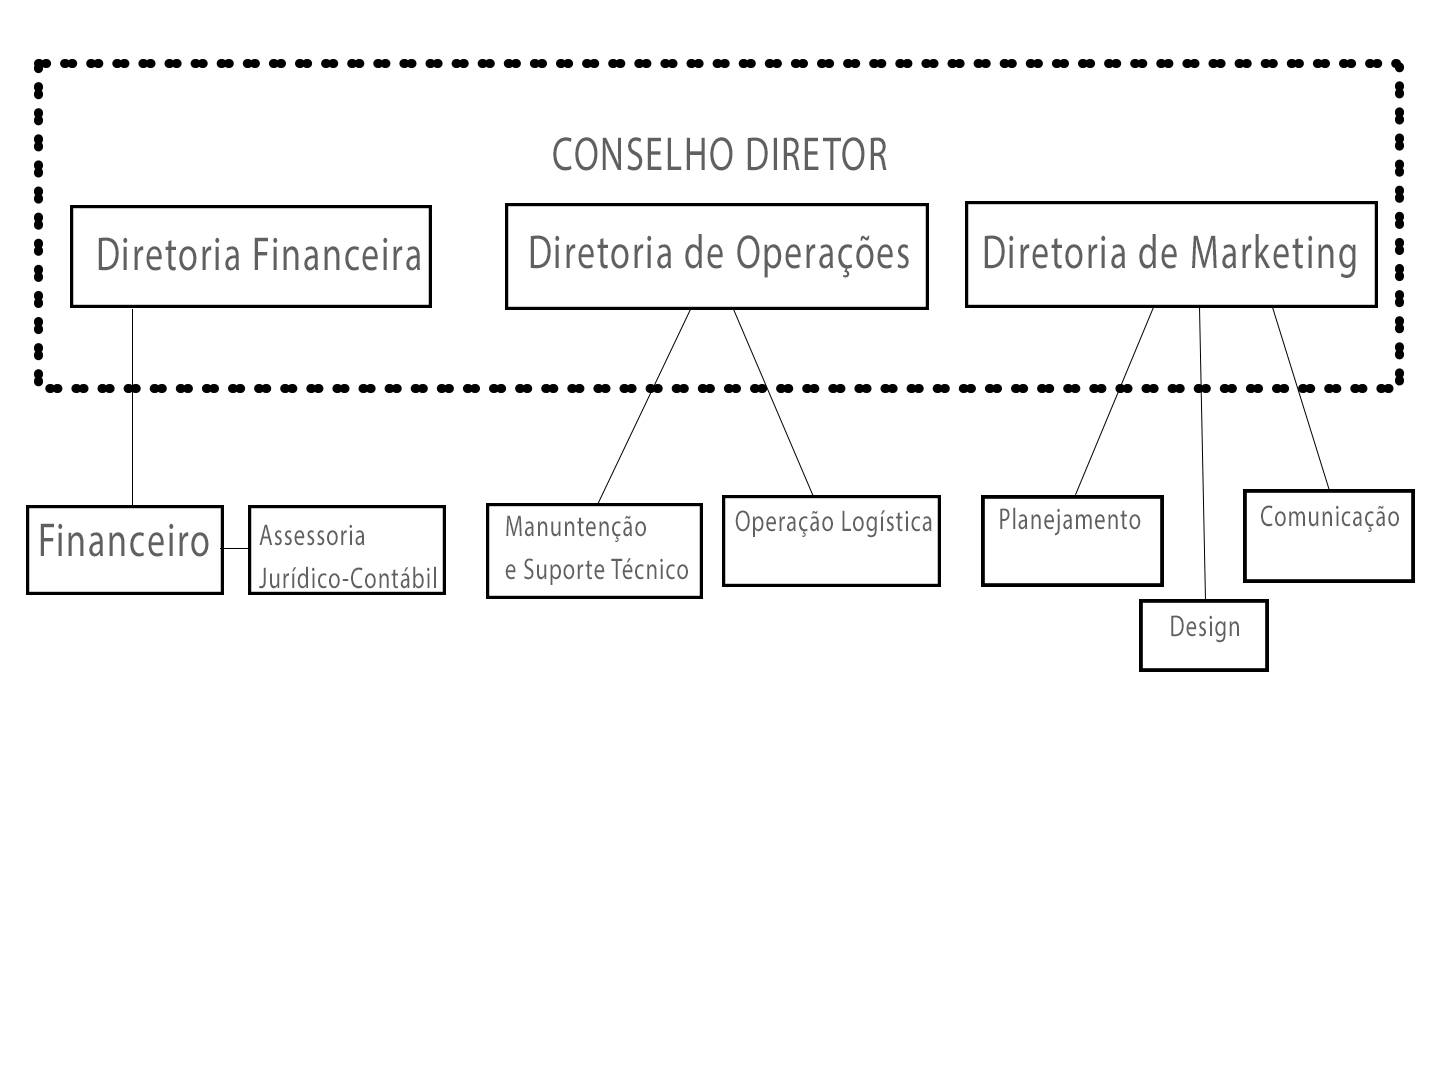 CONSELHO DIRETOR
Diretoria Financeira
Diretoria de Operações
Diretoria de Marketing
Financeiro
Assessoria
Jurídico-Contábil
Manuntenção
e Suporte Técnico
Operação Logística
Planejamento
Comunicação
Design